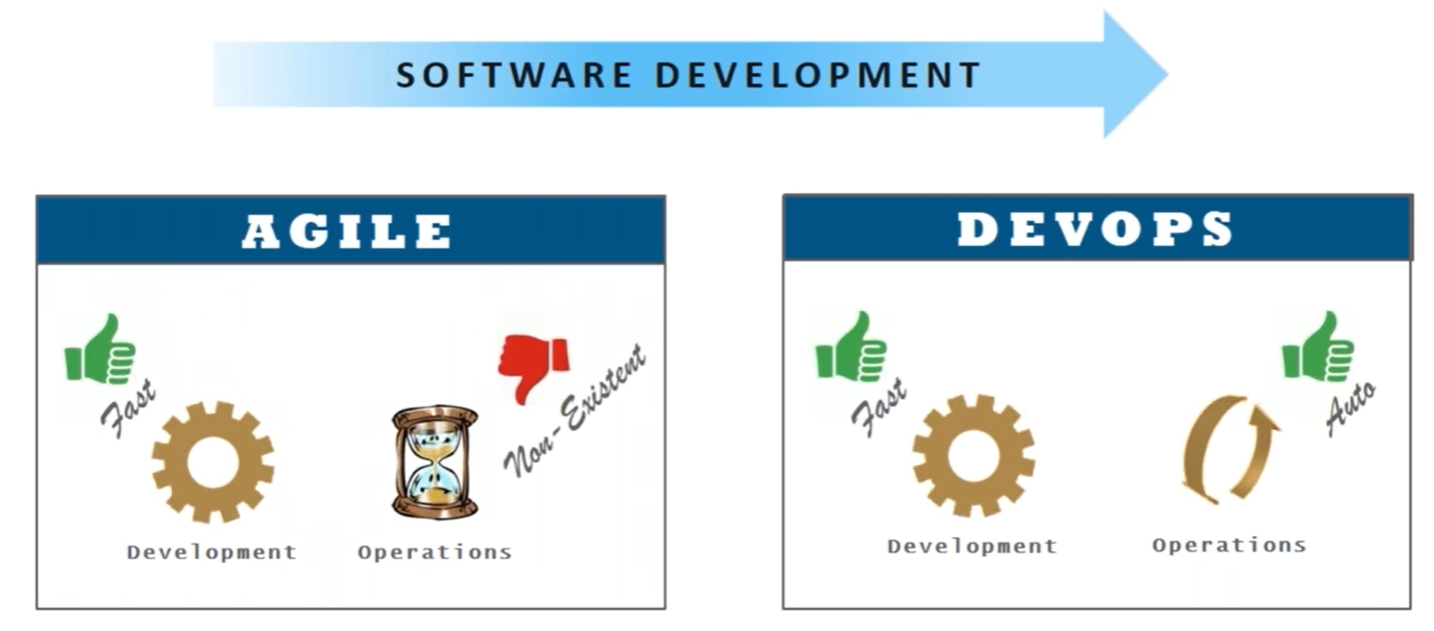 SOFTWARE DEVELOPMENT
AGILE
Fast
Non-Existent
Development
Operations
DEVOPS
Fast
Auto
Development
Operations